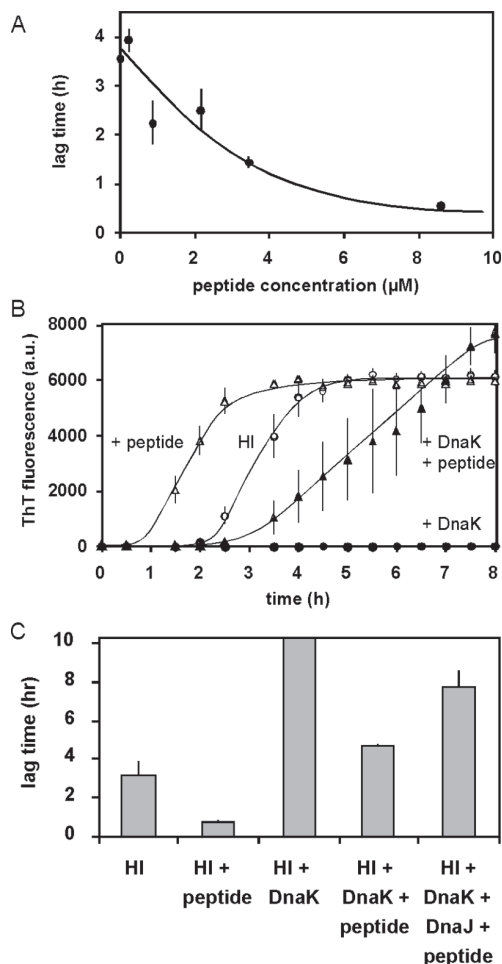 A
4
3
2
1
0
lag time (h)
0 2 4 6 8 10
peptide concentration (µM)
B
8000
6000
4000
2000
0
ThT fluorescence (a.u.)
+ peptide
HI
+ DnaK
+ peptide
+ DnaK
0 1 2 3 4 5 6 7 8
time (h)
C
10
8
6
4
2
0
lag time (hr)
HI
HI +
peptide
HI +
DnaK
HI +
DnaK +
peptide
HI +
DnaK +
DnaJ +
peptide